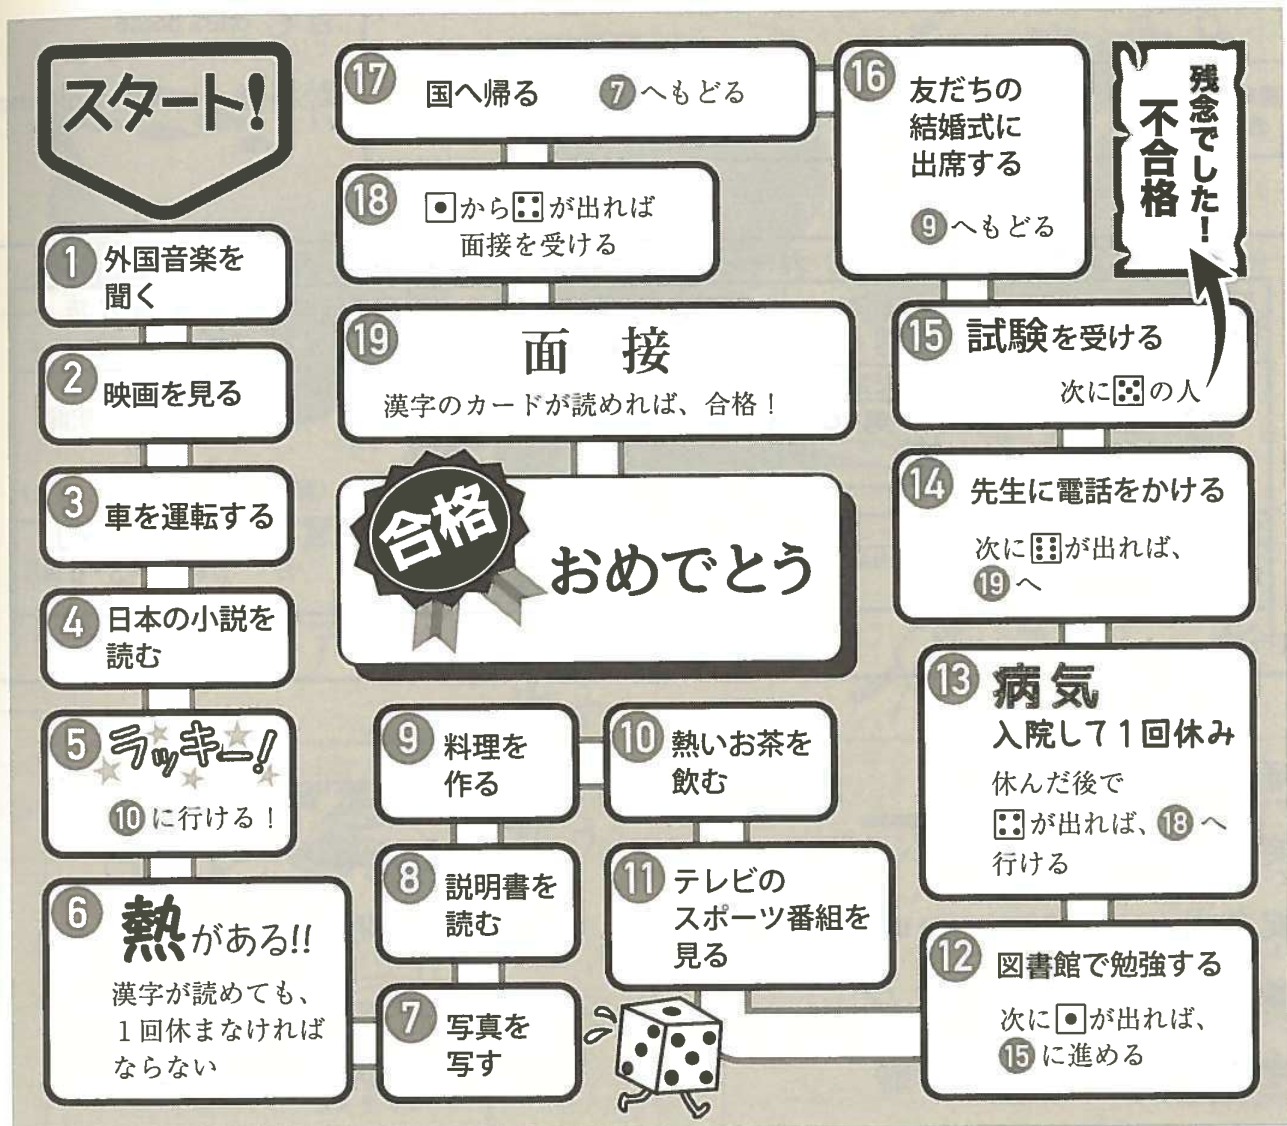 スタート!
1 外国音楽を
聞く
2 映画を見る
3 車を運転する
4 日本の小説を
読む
5 ラッキー!
10に行ける!
6 熱がある!!
漢字が読めても、
1回休まなければ
ならない
7 写真を
写す
8 説明書を
読む
9 料理を
作る
10 熱いお茶を
飲む
11 テレビの
スポーツ番組を
見る
12 図書館で勉強する
次に⚀が出れば、
15に進める
13 病気
入院して1回休み
休んだ後で
⚃が出れば、18へ
行ける
14 先生に電話をかける
次に⚅が出れば、
19へ
15 試験を受ける
次に⚄の人
残念でした!
不合格
16 友だちの
結婚式に
出席する
9へもどる
17 国へ帰る 7へもどる
18 ⚀から⚃が出れば
面接を受ける
19 面接
漢字のカードが読めれば、合格!
合格
おめでとう